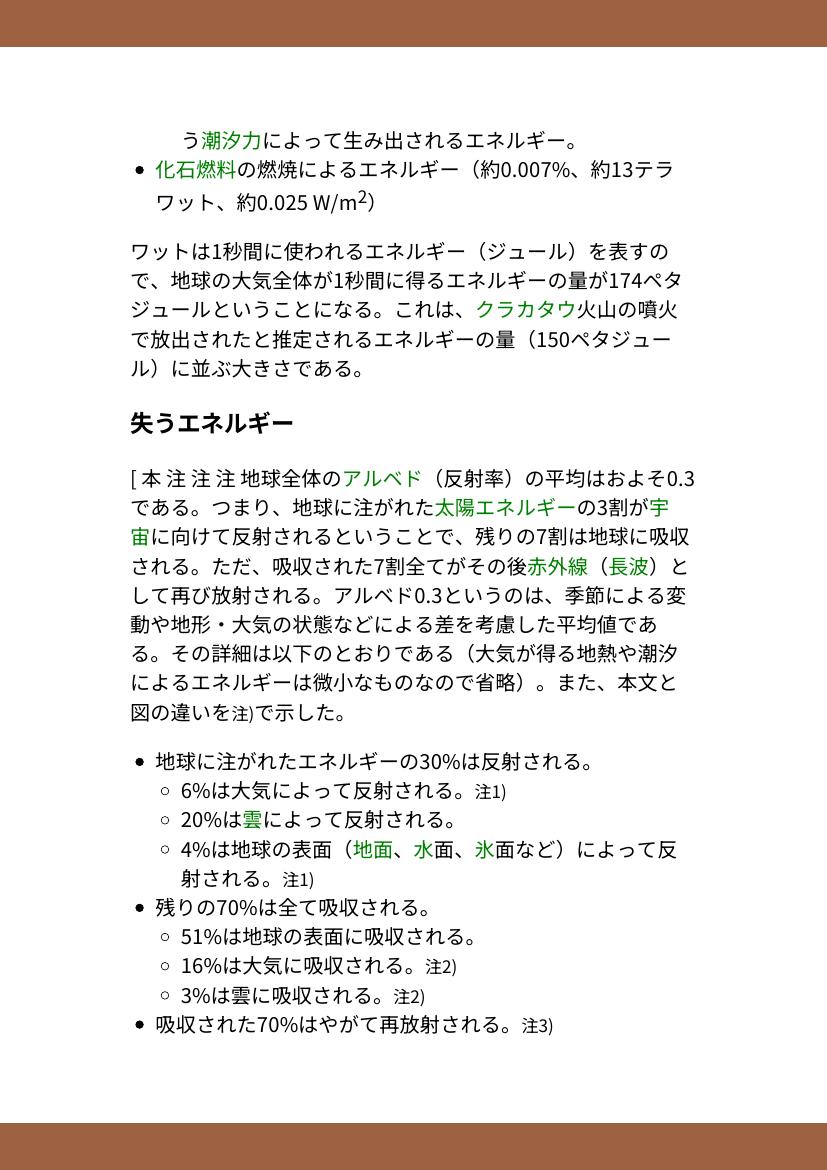 う潮汐力によって生み出されるエネルギー。
• 化石燃料の燃焼によるエネルギー（約0.007%、約13テラ
ワット、約0.025 W/m2）
ワットは1秒間に使われるエネルギー（ジュール）を表すの
で、地球の大気全体が1秒間に得るエネルギーの量が174ペタ
ジュールということになる。これは、クラカタウ火山の噴火
で放出されたと推定されるエネルギーの量（150ペタジュー
ル）に並ぶ大きさである。
失うエネルギー
[ 本 注 注 注 地球全体のアルベド（反射率）の平均はおよそ0.3
である。つまり、地球に注がれた太陽エネルギーの3割が宇
宙に向けて反射されるということで、残りの7割は地球に吸収
される。ただ、吸収された7割全てがその後赤外線（長波）と
して再び放射される。アルベド0.3というのは、季節による変
動や地形・大気の状態などによる差を考慮した平均値であ
る。その詳細は以下のとおりである（大気が得る地熱や潮汐
によるエネルギーは微小なものなので省略）。また、本文と
図の違いを注)で示した。
• 地球に注がれたエネルギーの30%は反射される。
◦ 6%は大気によって反射される。注1)
◦ 20%は雲によって反射される。
◦ 4%は地球の表面（地面、水面、氷面など）によって反
射される。注1)
• 残りの70%は全て吸収される。
◦ 51%は地球の表面に吸収される。
◦ 16%は大気に吸収される。注2)
◦ 3%は雲に吸収される。注2)
• 吸収された70%はやがて再放射される。注3)